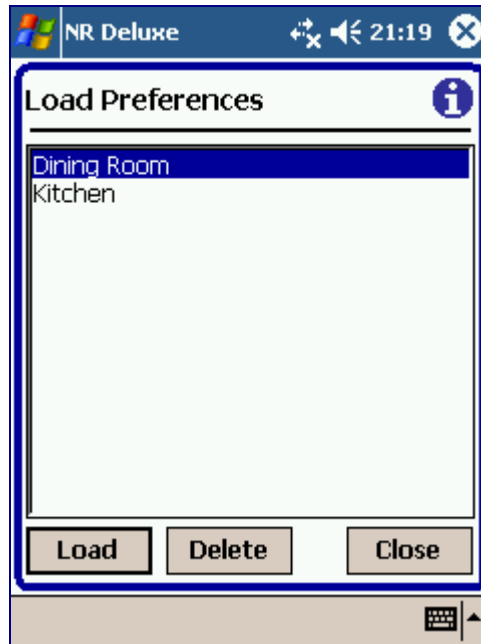 NR Deluxe 21:19
Load Preferences
Dining Room
Kitchen
Load Delete Close